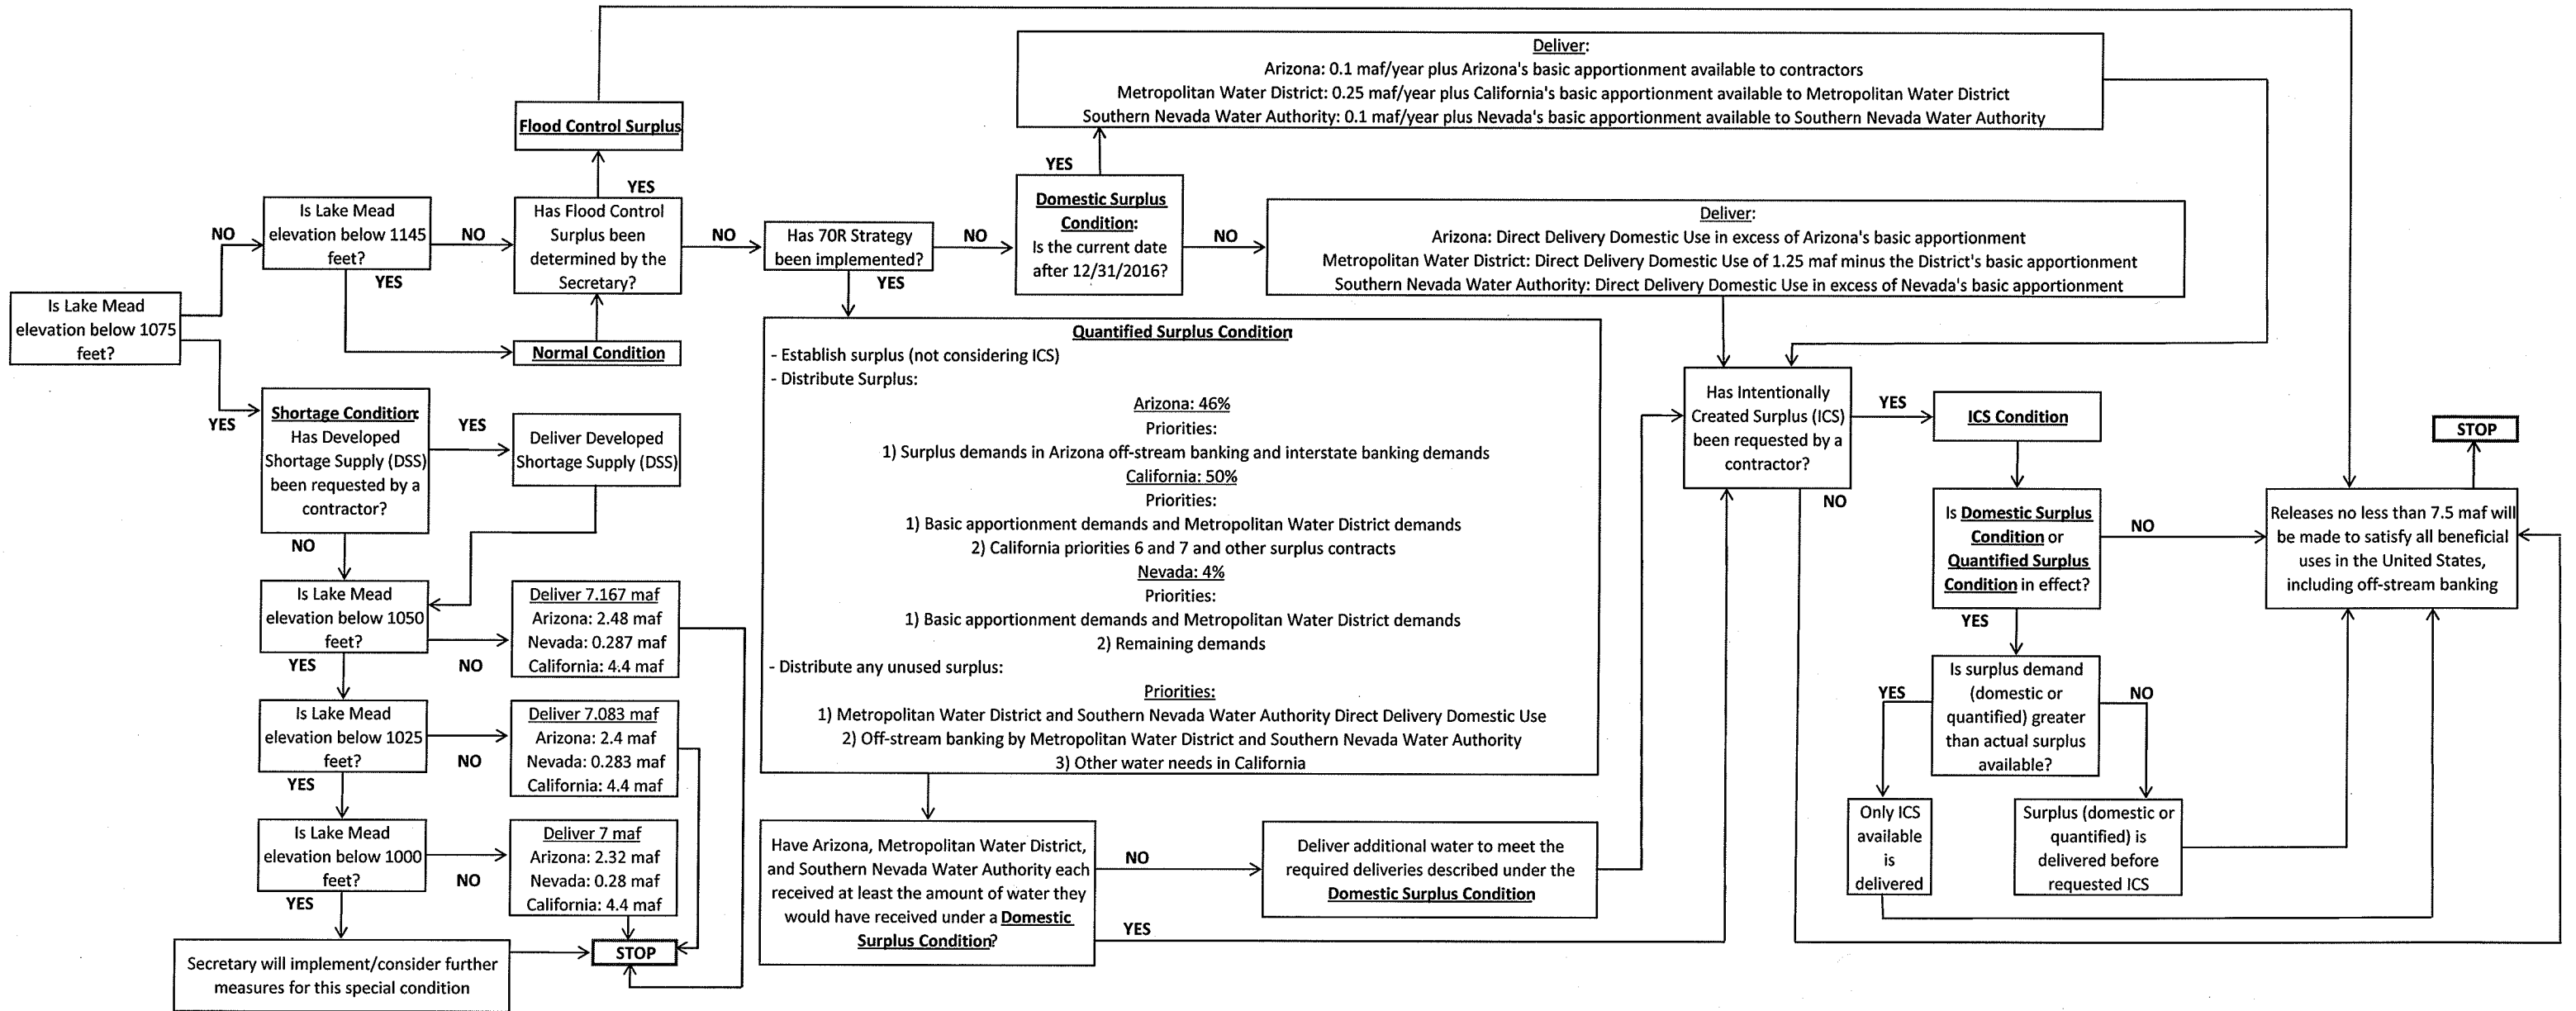 Deliver:
Arizona: 0.1 maf/year plus Arizona's basic apportionment available to contractors
Metropolitan Water District: 0.25 maf/year plus California's basic apportionment available to Metropolitan Water District
Southern Nevada Water Authority: 0.1 maf/year plus Nevada's basic apportionment available to Southern Nevada Water Authority
Flood Control Surplus
YES
YES
Is Lake Mead
elevation below 1075
feet?
NO
Is Lake Mead
elevation below 1145
feet?
NO
YES
Has Flood Control
Surplus been
determined by the
Secretary?
NO
Normal Condition
Has 70R Strategy
been implemented?
NO
YES
Domestic Surplus
Condition:
Is the current date
after 12/31/2016?
NO
Deliver:
Arizona: Direct Delivery Domestic Use in excess of Arizona's basic apportionment
Metropolitan Water District: Direct Delivery Domestic Use of 1.25 maf minus the District's basic apportionment
Southern Nevada Water Authority: Direct Delivery Domestic Use in excess of Nevada's basic apportionment
YES
Shortage Condition:
Has Developed
Shortage Supply (DSS)
been requested by a
contractor?
YES
Deliver Developed
Shortage Supply (DSS)
NO
Is Lake Mead
elevation below 1050
feet?
YES
NO
Deliver 7.167 maf
Arizona: 2.48 maf
Nevada: 0.287 maf
California: 4.4 maf
Is Lake Mead
elevation below 1025
feet?
YES
NO
Deliver 7.083 maf
Arizona: 2.4 maf
Nevada: 0.283 maf
California: 4.4 maf
Is Lake Mead
elevation below 1000
feet?
YES
NO
Deliver 7 maf
Arizona: 2.32 maf
Nevada: 0.28 maf
California: 4.4 maf
Secretary will implement/consider further
measures for this special condition
STOP
Quantified Surplus Condition:
- Establish surplus (not considering ICS)
- Distribute Surplus:
Arizona: 46%
Priorities:
1) Surplus demands in Arizona off-stream banking and interstate banking demands
California: 50%
Priorities:
1) Basic apportionment demands and Metropolitan Water District demands
2) California priorities 6 and 7 and other surplus contracts
Nevada: 4%
Priorities:
1) Basic apportionment demands and Metropolitan Water District demands
2) Remaining demands
- Distribute any unused surplus:
Priorities:
1) Metropolitan Water District and Southern Nevada Water Authority Direct Delivery Domestic Use
2) Off-stream banking by Metropolitan Water District and Southern Nevada Water Authority
3) Other water needs in California
Have Arizona, Metropolitan Water District,
and Southern Nevada Water Authority each
received at least the amount of water they
would have received under a Domestic
Surplus Condition?
NO
YES
Deliver additional water to meet the
required deliveries described under the
Domestic Surplus Condition
Has Intentionally
Created Surplus (ICS)
been requested by a
contractor?
YES
NO
ICS Condition
Is Domestic Surplus
Condition or
Quantified Surplus
Condition in effect?
NO
YES
Is surplus demand
(domestic or
quantified) greater
than actual surplus
available?
YES
NO
Only ICS
available
is
delivered
Surplus (domestic or
quantified) is
delivered before
requested ICS
STOP
Releases no less than 7.5 maf will
be made to satisfy all beneficial
uses in the United States,
including off-stream banking